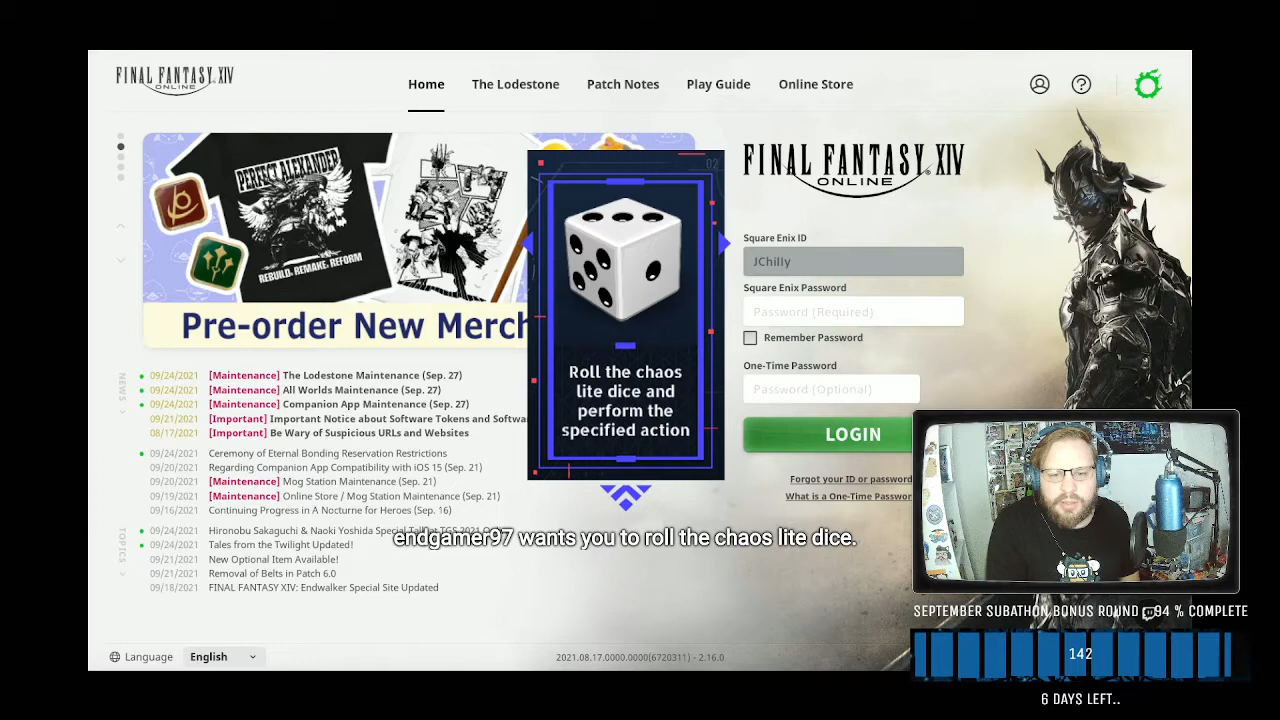 FINAL FANTASY XIV
ONLINE
Home
The Lodestone
Patch Notes
Play Guide
Online Store
PERFECT ALEXANDER
REBUILD. REMAKE. REFORM
Pre-order New Merch
02
Roll the chaos
lite dice and
perform the
specified action
FINAL FANTASY XIV
ONLINE
Square Enix ID
JChilly
Square Enix Password
Password (Required)
Remember Password
One-Time Password
Password (Optional)
LOGIN
Forgot your ID or password
What is a One-Time Passwor
NEWS
09/24/2021 [Maintenance] The Lodestone Maintenance (Sep. 27)
09/24/2021 [Maintenance] All Worlds Maintenance (Sep. 27)
09/24/2021 [Maintenance] Companion App Maintenance (Sep. 27)
09/21/2021 [Important] Important Notice about Software Tokens and Softwa
08/17/2021 [Important] Be Wary of Suspicious URLs and Websites
09/24/2021 Ceremony of Eternal Bonding Reservation Restrictions
09/20/2021 Regarding Companion App Compatibility with iOS 15 (Sep. 21)
09/20/2021 [Maintenance] Mog Station Maintenance (Sep. 21)
09/19/2021 [Maintenance] Online Store / Mog Station Maintenance (Sep. 21)
09/16/2021 Continuing Progress in A Nocturne for Heroes (Sep. 16)
TOPICS
09/24/2021 Hironobu Sakaguchi & Naoki Yoshida Special Talk at TGS 2021 O
endgamer97 wants you to roll the chaos lite dice.
09/24/2021 Tales from the Twilight Updated!
09/21/2021 New Optional Item Available!
09/21/2021 Removal of Belts in Patch 6.0
09/18/2021 FINAL FANTASY XIV: Endwalker Special Site Updated
Language
English
2021.08.17.0000.0000(6720311) - 2.16.0
SEPTEMBER SUBATHON BONUS ROUND 94 % COMPLETE
142
6 DAYS LEFT..